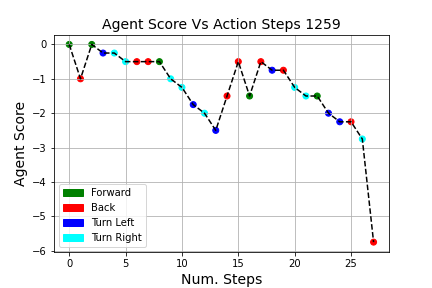 Agent Score Vs Action Steps 1259
Agent Score
0
−1
−2
−3
−4
−5
−6
Forward
Back
Turn Left
Turn Right
0 5 10 15 20 25
Num. Steps